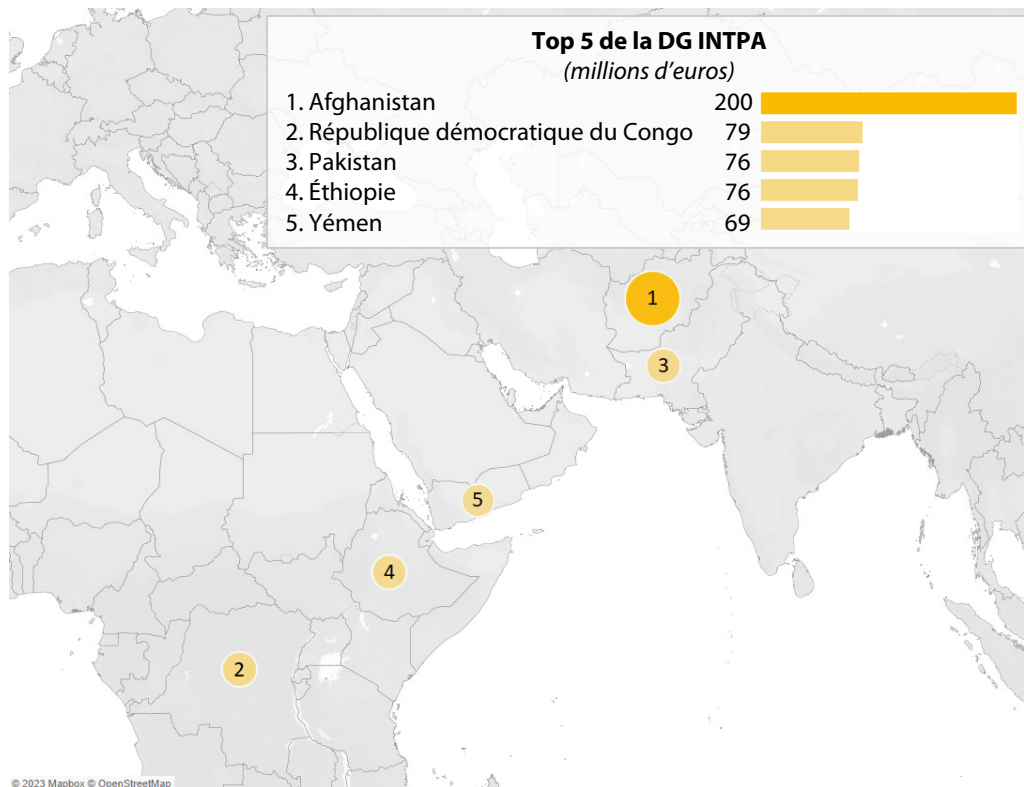 Top 5 de la DG INTPA
(millions d'euros)
1. Afghanistan 200
2. République démocratique du Congo 79
3. Pakistan 76
4. Éthiopie 76
5. Yémen 69
1
3
5
4
2
© 2023 Mapbox © OpenStreetMap